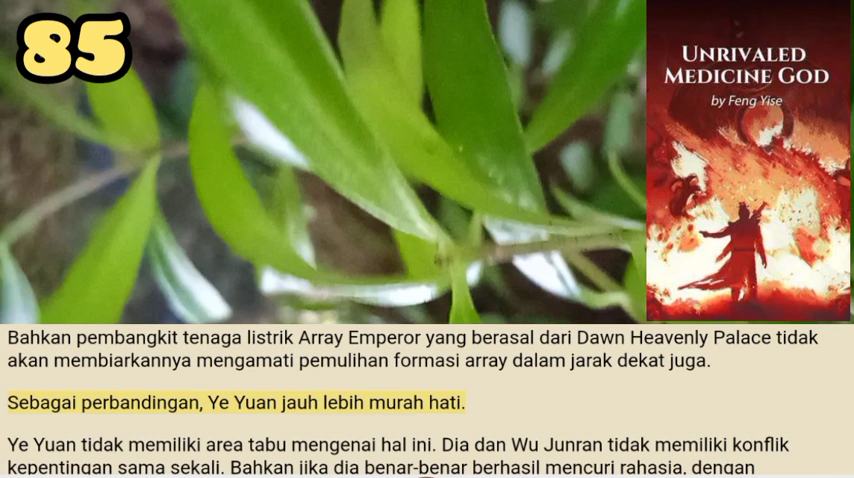 85
UNRIVALED
MEDICINE GOD
by Feng Yise
Bahkan pembangkit tenaga listrik Array Emperor yang berasal dari Dawn Heavenly Palace tidak
akan membiarkannya mengamati pemulihan formasi array dalam jarak dekat juga.
Sebagai perbandingan, Ye Yuan jauh lebih murah hati.
Ye Yuan tidak memiliki area tabu mengenai hal ini. Dia dan Wu Junran tidak memiliki konflik
kepentingan sama sekali. Bahkan jika dia benar-benar berhasil mencuri rahasia, dengan